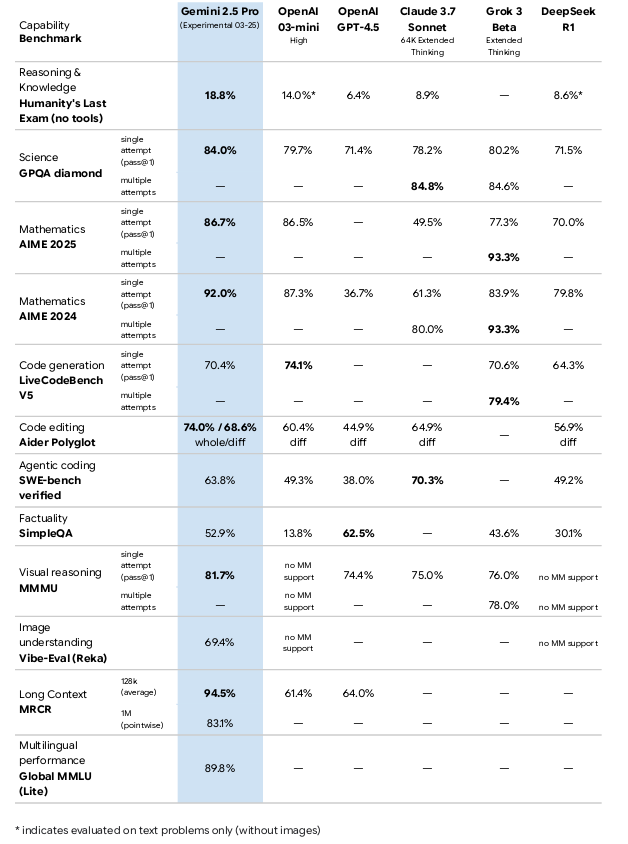 Capability
Benchmark
Gemini 2.5 Pro
(Experimental 03-25)
OpenAI
03-mini
High
OpenAI
GPT-4.5
Claude 3.7
Sonnet
64K Extended
Thinking
Grok 3
Beta
Extended
Thinking
DeepSeek
R1
Reasoning &
Knowledge
Humanity's Last
Exam (no tools)
18.8% 14.0%* 6.4% 8.9% — 8.6%*
Science
GPQA diamond
single
attempt
(pass@1)
84.0% 79.7% 71.4% 78.2% 80.2% 71.5%
multiple
attempts
— — — 84.8% 84.6% —
Mathematics
AIME 2025
single
attempt
(pass@1)
86.7% 86.5% — 49.5% 77.3% 70.0%
multiple
attempts
— — — — 93.3% —
Mathematics
AIME 2024
single
attempt
(pass@1)
92.0% 87.3% 36.7% 61.3% 83.9% 79.8%
multiple
attempts
— — — 80.0% 93.3% —
Code generation
LiveCodeBench
V5
single
attempt
(pass@1)
70.4% 74.1% — — 70.6% 64.3%
multiple
attempts
— — — — 79.4% —
Code editing
Aider Polyglot
74.0% / 68.6% 60.4% 44.9% 64.9% — 56.9%
whole/diff diff diff diff diff
Agentic coding
SWE-bench
verified
63.8% 49.3% 38.0% 70.3% — 49.2%
Factuality
SimpleQA
52.9% 13.8% 62.5% — 43.6% 30.1%
Visual reasoning
MMMU
single
attempt
(pass@1)
81.7% no MM support 74.4% 75.0% 76.0% no MM support
multiple
attempts
— no MM support — — 78.0% no MM support
Image
understanding
Vibe-Eval (Reka)
69.4% no MM support — — — no MM support
Long Context
MRCR
128k
(average)
94.5% 61.4% 64.0% — — —
1M
(pointwise)
83.1% — — — — —
Multilingual
performance
Global MMLU
(Lite)
89.8% — — — — —
* indicates evaluated on text problems only (without images)